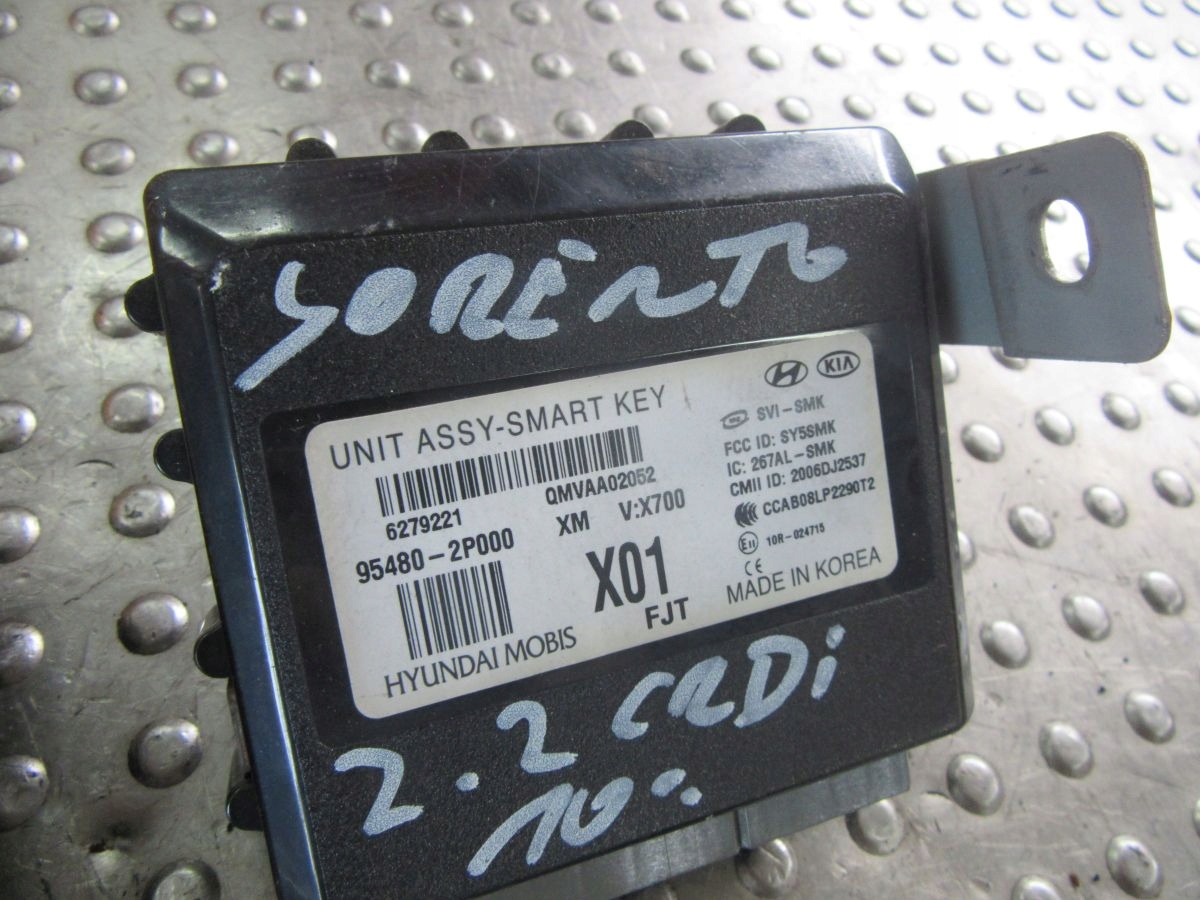 SORENTO
UNIT ASSY-SMART KEY
KIA
6279221 QMVAA02052
95480-2P000 XM V:X700
X01
FJT
HYUNDAI MOBIS
SVI-SMK
FCC ID: SY5SMK
IC: 267AL-SMK
CMII ID: 2006DJ2537
CCAB08LP2290T2
E11 10R-024715
CE
MADE IN KOREA
2.2 CRDi
10